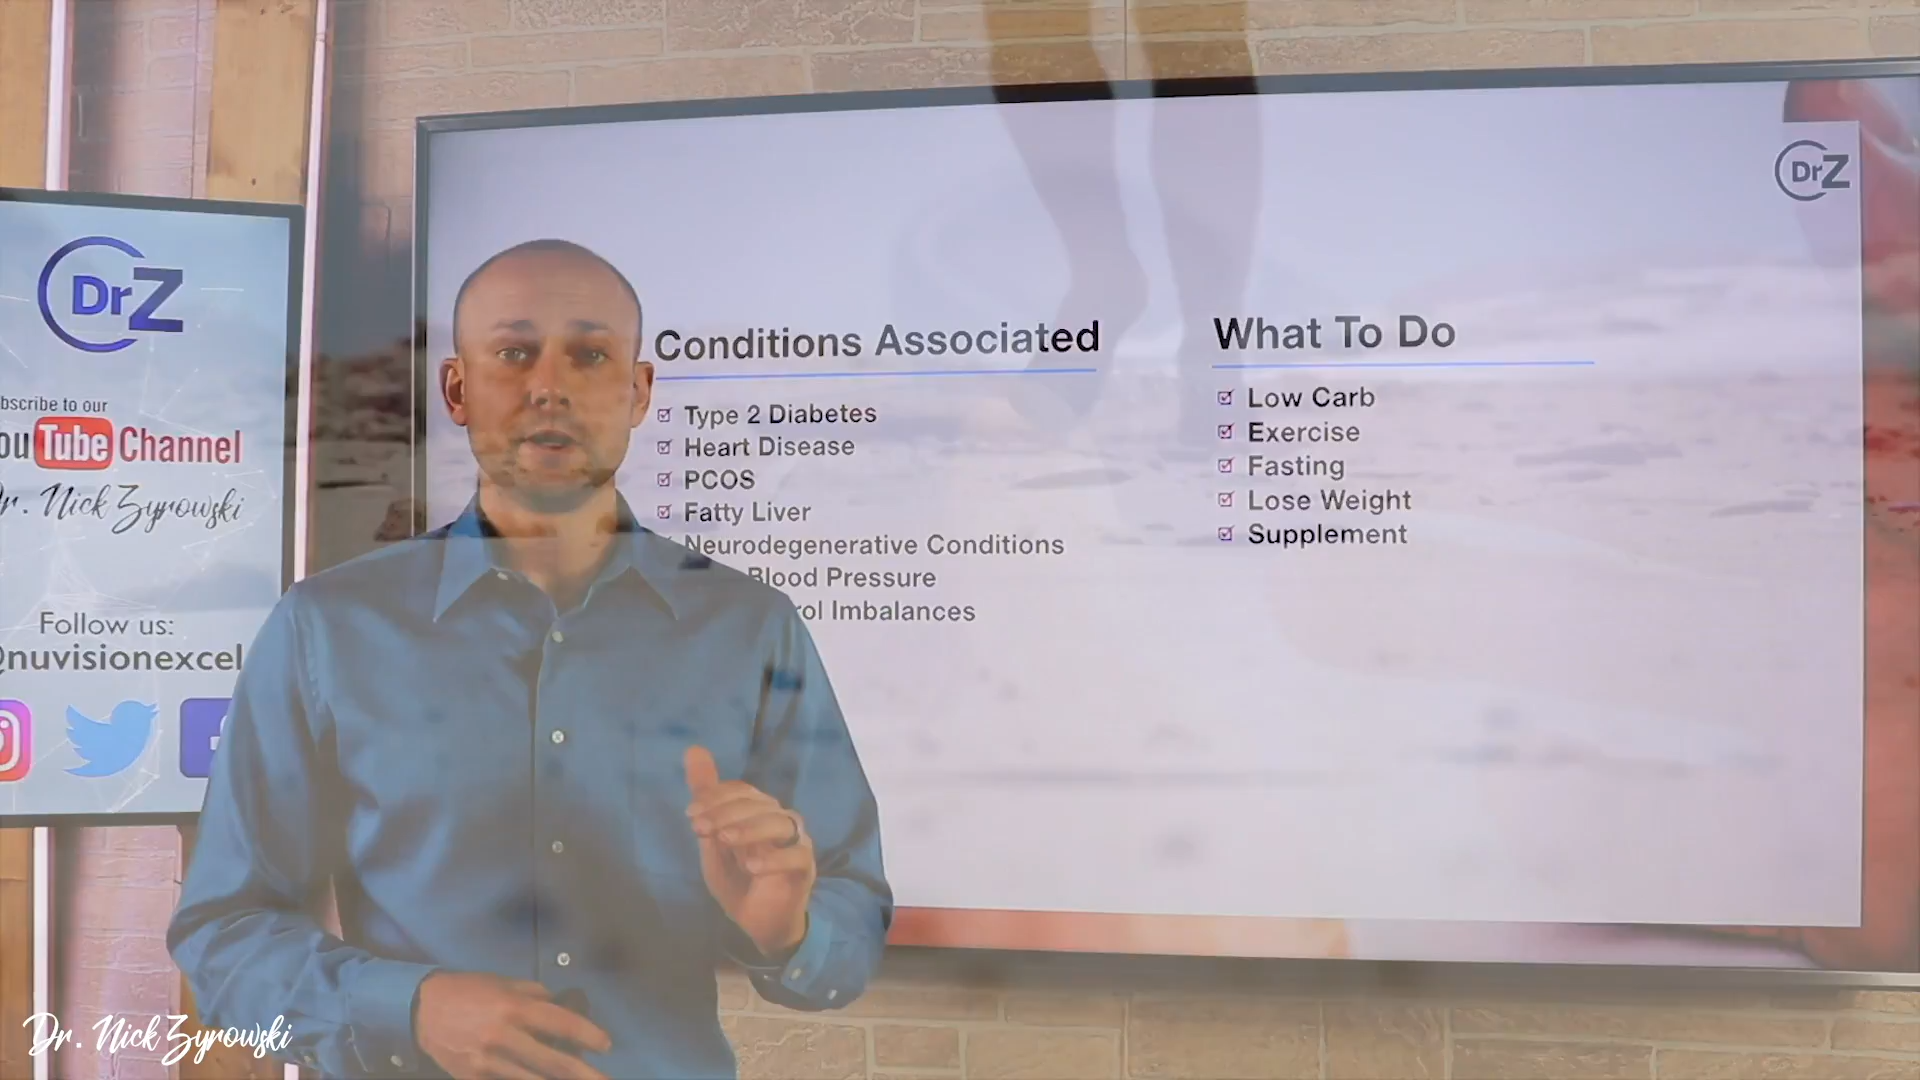 DrZ
bscribe to our
ou Tube Channel
r. Nick Zyrowski
Follow us:
@nuvisionexcel
DrZ
Conditions Associated
Type 2 Diabetes
Heart Disease
PCOS
Fatty Liver
Neurodegenerative Conditions
Blood Pressure
rol Imbalances
What To Do
Low Carb
Exercise
Fasting
Lose Weight
Supplement
Dr. Nick Zyrowski